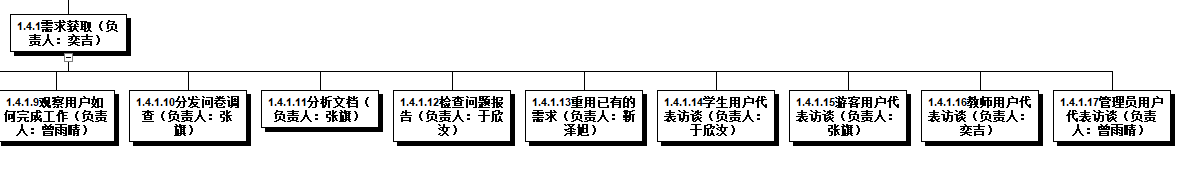 1.4.1需求获取（负
责人：奕吉）
1.4.1.9观察用户如
何完成工作（负责
人：曾雨晴）
1.4.1.10分发问卷调
查（负责人：张
旗）
1.4.1.11分析文档（
负责人：张旗）
1.4.1.12检查问题报
告（负责人：于欣
汝）
1.4.1.13重用已有的
需求（负责人：靳
泽旭）
1.4.1.14学生用户代
表访谈（负责人：
于欣汝）
1.4.1.15游客用户代
表访谈（负责人：
张旗）
1.4.1.16教师用户代
表访谈（负责人：
奕吉）
1.4.1.17管理员用户
代表访谈（负责
人：曾雨晴）